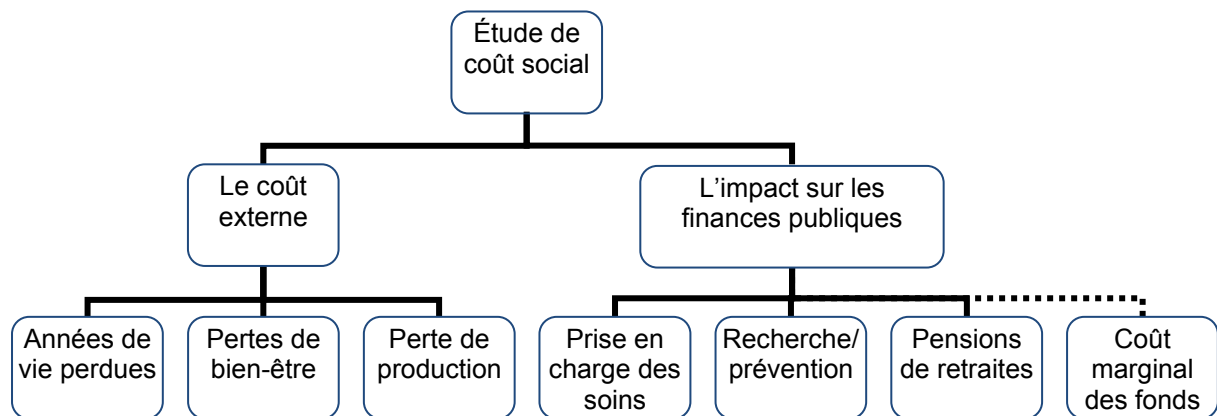 Étude de
coût social
Le coût
externe
L’impact sur les
finances publiques
Années de
vie perdues
Pertes de
bien-être
Perte de
production
Prise en
charge des
soins
Recherche/
prévention
Pensions
de retraites
Coût
marginal
des fonds